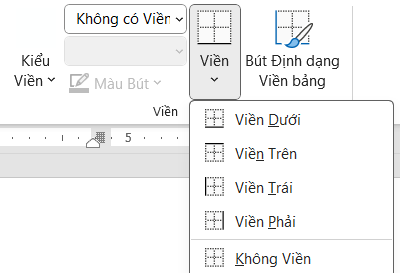 Không có Viền
Kiểu
Viền
Màu Bút
Viền
Bút Định dạng
Viền bảng
Viền
5
Viền Dưới
Viền Trên
Viền Trái
Viền Phải
Không Viền